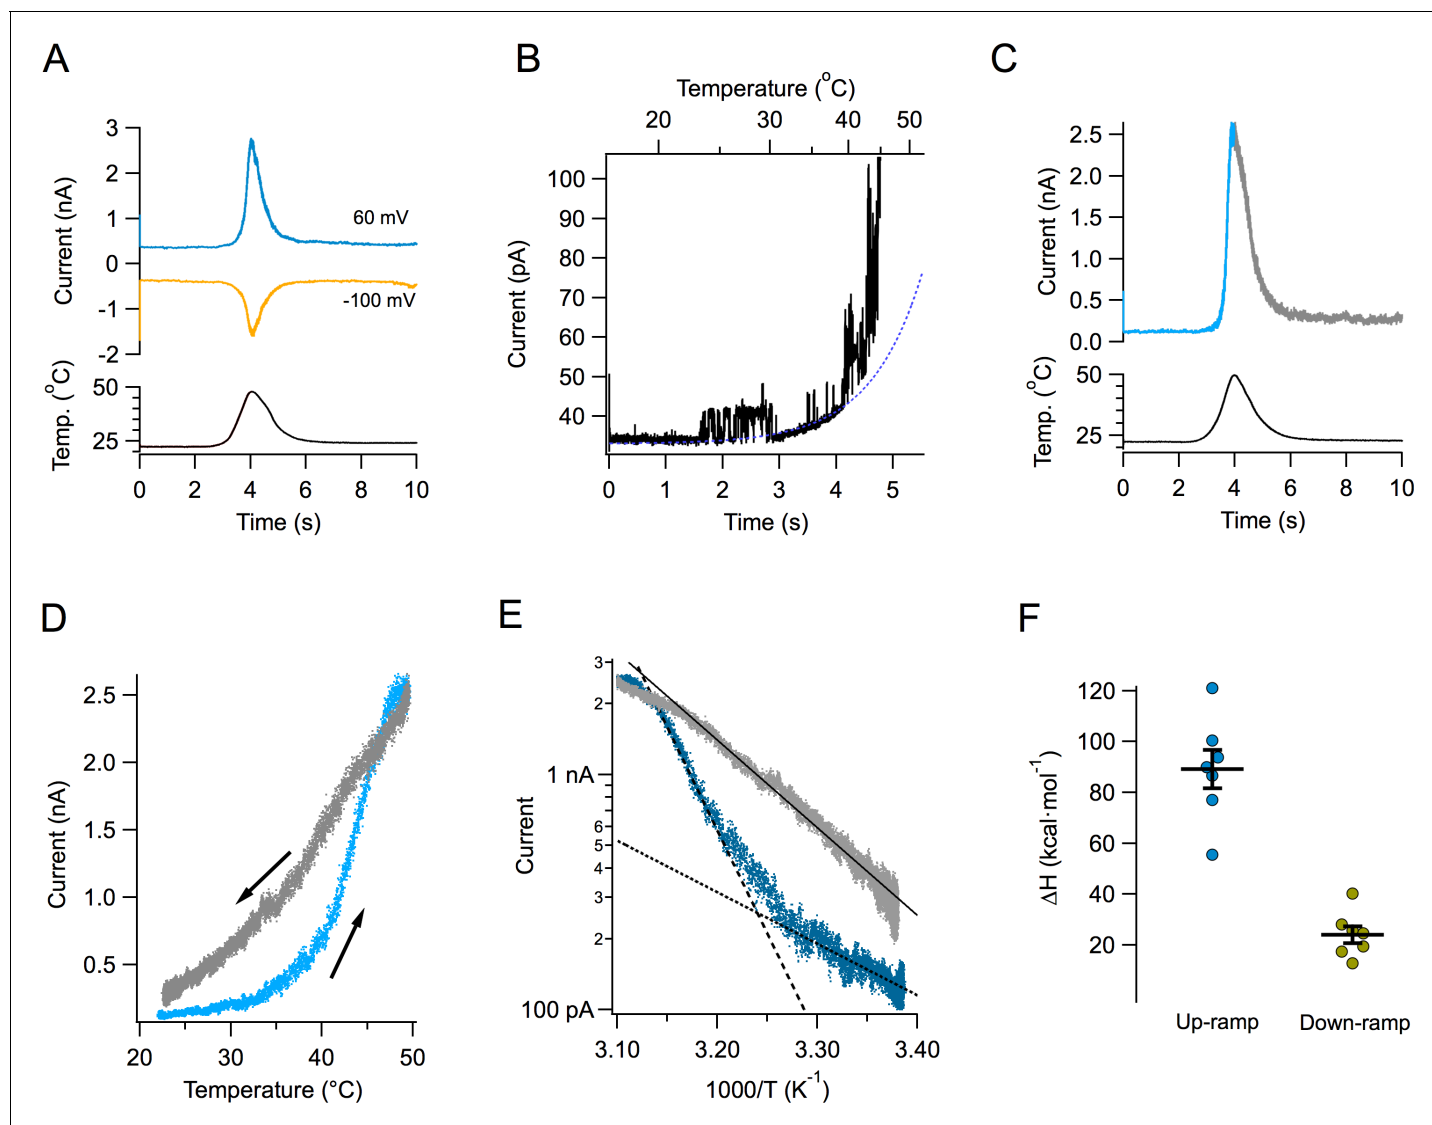 A
3
2
1
0
-1
-2
Current (nA)
60 mV
-100 mV
50
25
Temp. (°C)
0 2 4 6 8 10
Time (s)
B
Temperature (°C)
20 30 40 50
100
90
80
70
60
50
40
Current (pA)
0 1 2 3 4 5
Time (s)
C
2.5
2.0
1.5
1.0
0.5
0.0
Current (nA)
50
25
Temp. (°C)
0 2 4 6 8 10
Time (s)
D
2.5
2.0
1.5
1.0
0.5
Current (nA)
20 30 40 50
Temperature (°C)
E
3
2
1 nA
6
5
4
3
2
100 pA
Current
3.10 3.20 3.30 3.40
1000/T (K⁻¹)
F
120
100
80
60
40
20
ΔH (kcal·mol⁻¹)
Up-ramp Down-ramp